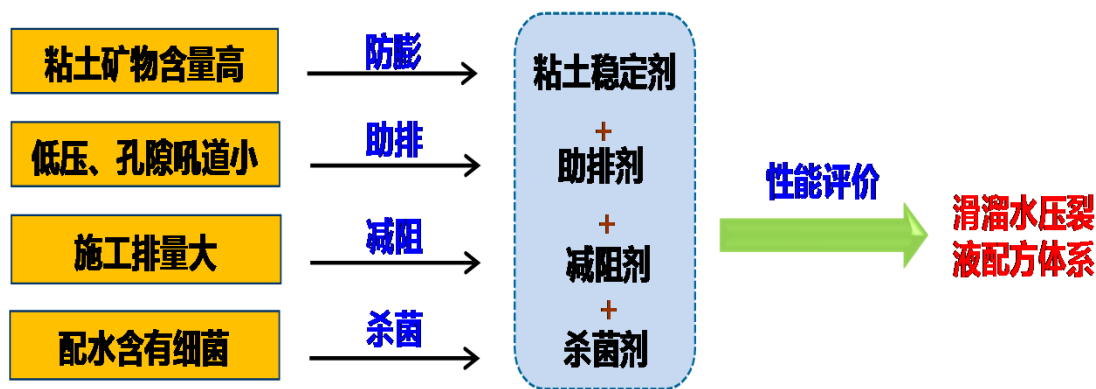 粘土矿物含量高
防膨
粘土稳定剂
+
低压、孔隙吼道小
助排
助排剂
+
施工排量大
减阻
减阻剂
+
配水含有细菌
杀菌
杀菌剂
性能评价
滑溜水压裂
液配方体系